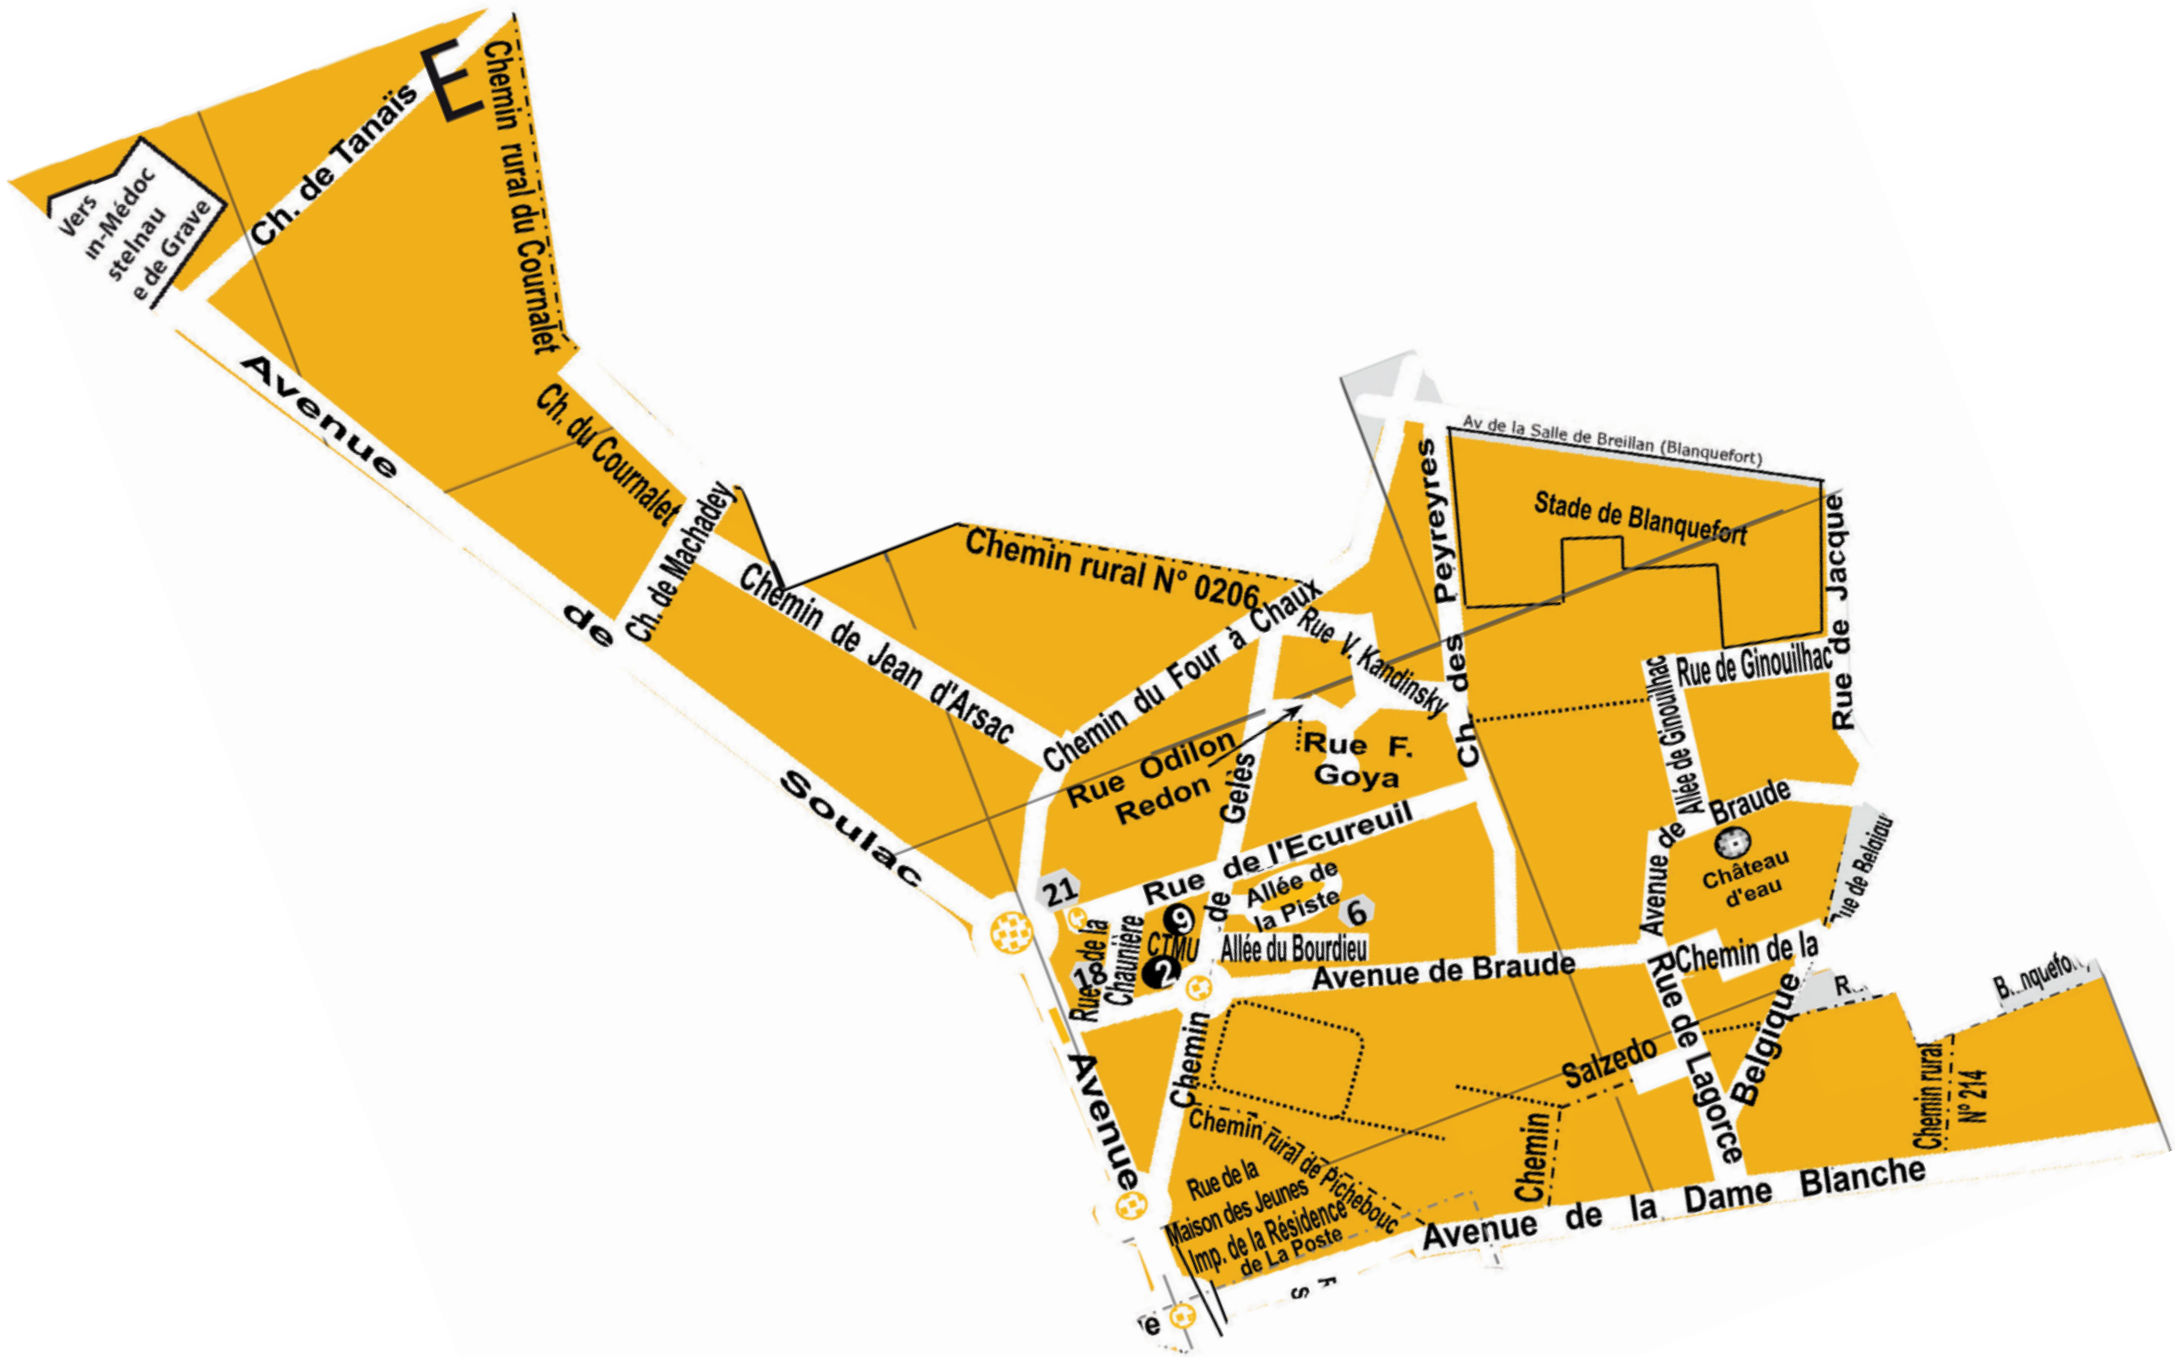 E
Chemin rural du Cournalet
Ch. de Tanaïs
Vers
in-Médoc
stelnau
e de Grave
Avenue
de
Soulac
Ch. du Cournalet
Ch. de Machadey
Chemin de Jean d'Arsac
Chemin rural N° 0206
Chemin du Four à Chaux
Rue V. Kandinsky
Ch. des Peyreyres
Av de la Salle de Breillan (Blanquefort)
Stade de Blanquefort
Rue de Jacque
Rue de Ginouilhac
Allée de Ginouilhac
Rue Odilon
Redon
Rue F.
Goya
Chemin de Gelès
Rue de l'Ecureuil
Allée de
la Piste
6
21
9
CTMU
2
18
Rue de la
Chaunière
Allée du Bourdieu
Avenue de Braude
Avenue de Braude
Château
d'eau
Chemin de la
Rue de Lagorce
Belgique
Salzedo
Chemin
Chemin rural
N° 214
Avenue
Chemin rural de Pichebouc
Rue de la
Maison des Jeunes
Imp. de la Résidence
de La Poste
Avenue de la Dame Blanche